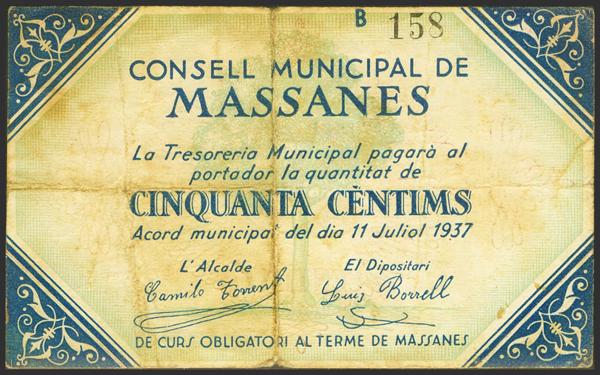 B 158
CONSELL MUNICIPAL DE
MASSANES
La Tresoreria Municipal pagarà al
portador la quantitat de
CINQUANTA CÈNTIMS
Acord municipal del dia 11 Juliol 1937
L'Alcalde El Dipositari
Camilo Torrent Luis Borrell
DE CURS OBLIGATORI AL TERME DE MASSANES